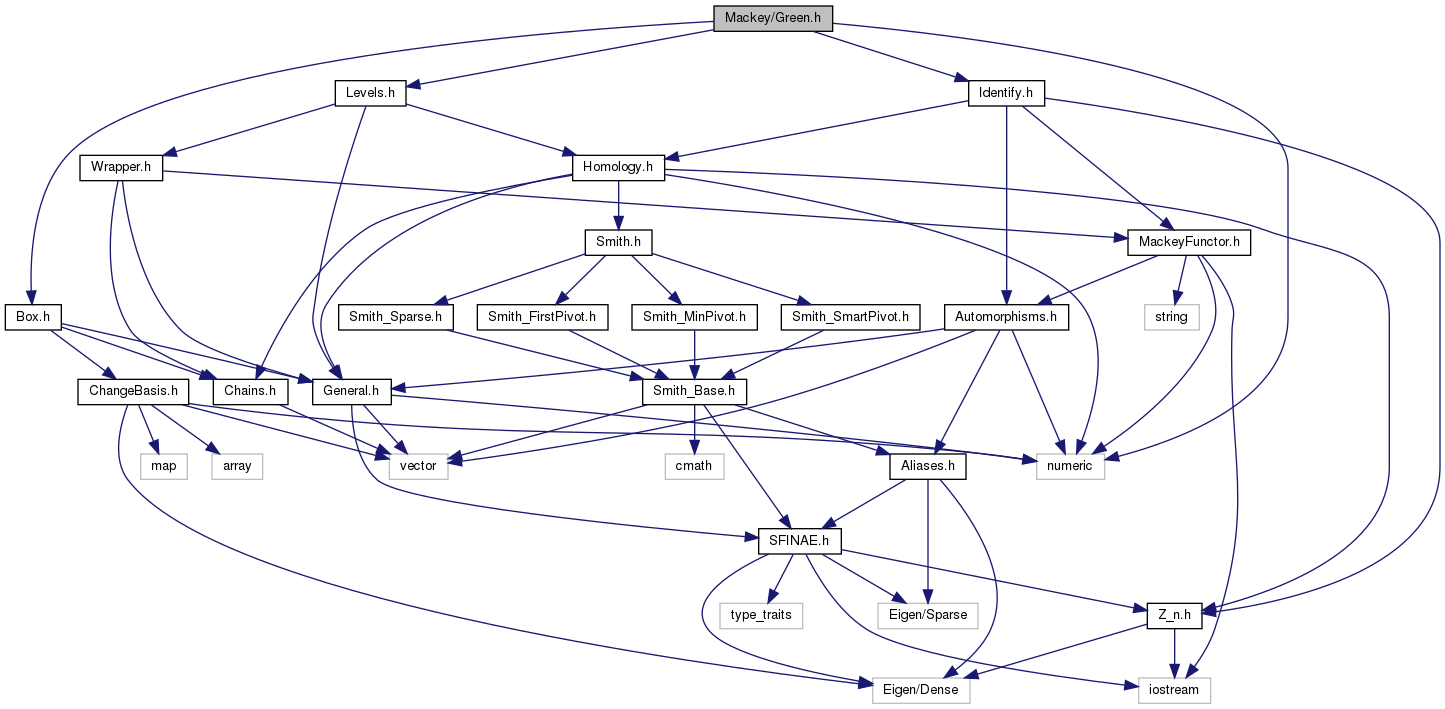 Mackey/Green.h
Levels.h
Identify.h
Wrapper.h
Homology.h
Smith.h
MackeyFunctor.h
Box.h
Smith_Sparse.h
Smith_FirstPivot.h
Smith_MinPivot.h
Smith_SmartPivot.h
Automorphisms.h
string
ChangeBasis.h
Chains.h
General.h
Smith_Base.h
map
array
vector
cmath
Aliases.h
numeric
SFINAE.h
type_traits
Eigen/Sparse
Z_n.h
Eigen/Dense
iostream